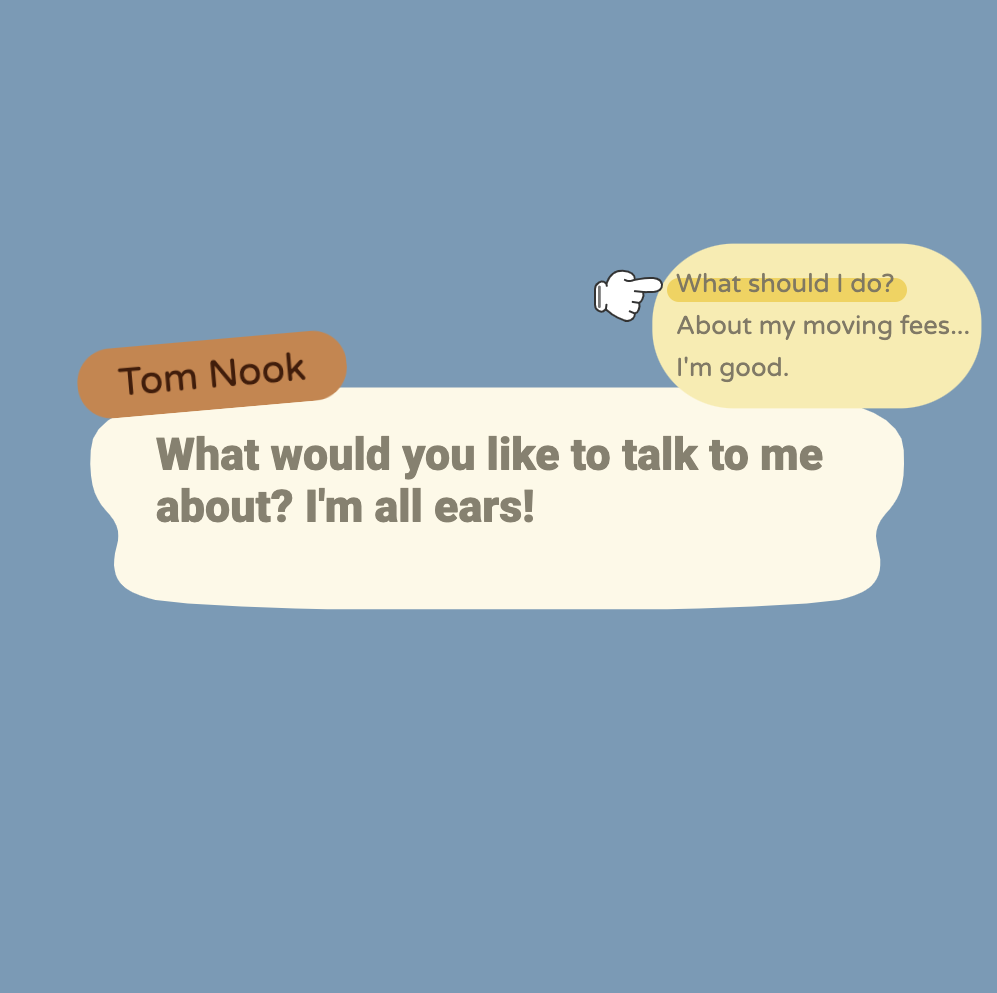 What should I do?
About my moving fees...
I'm good.
Tom Nook
What would you like to talk to me
about? I'm all ears!